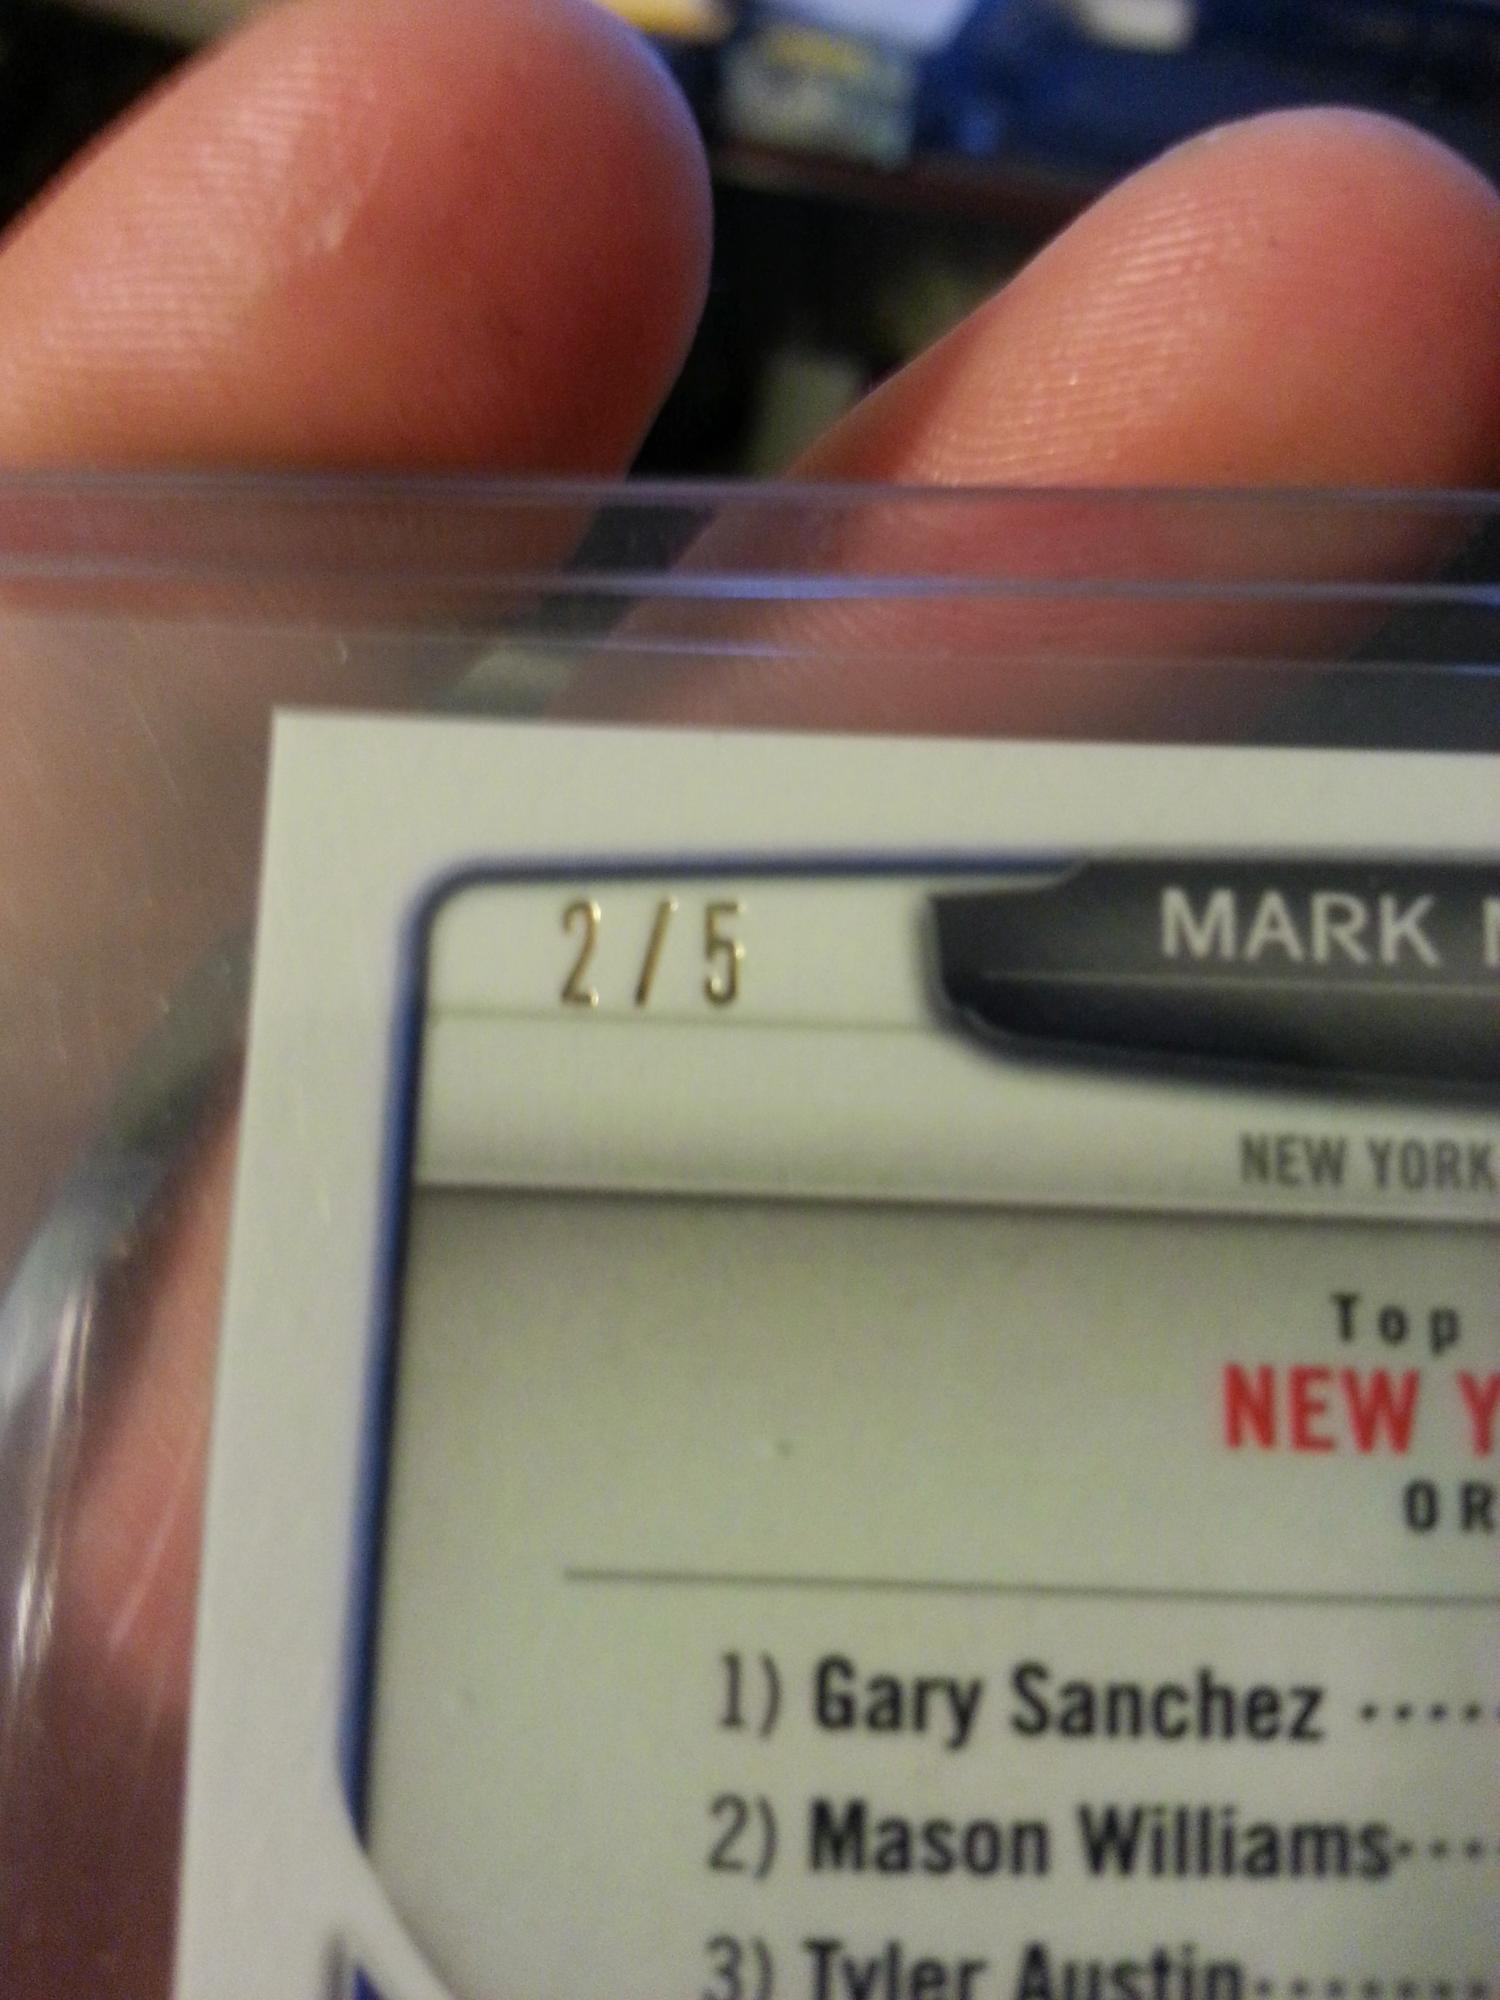 2/5
MARK
NEW YORK
Top
NEW Y
OR
1) Gary Sanchez ····
2) Mason Williams···
3) Tyler Austin·······